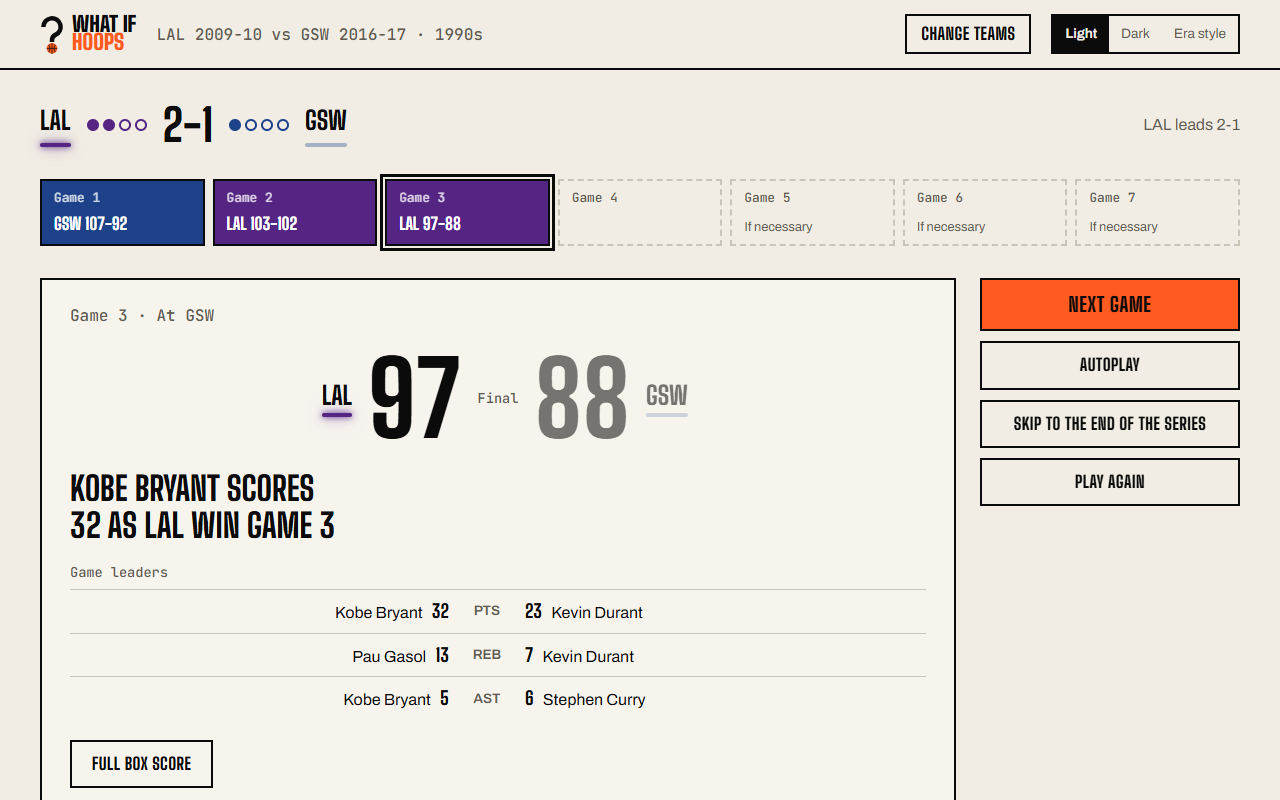 WHAT IF
HOOPS
LAL 2009-10 vs GSW 2016-17 · 1990s
CHANGE TEAMS
Light
Dark
Era style
LAL
2–1
GSW
LAL leads 2-1
Game 1
GSW 107–92
Game 2
LAL 103–102
Game 3
LAL 97–88
Game 4
Game 5
If necessary
Game 6
If necessary
Game 7
If necessary
Game 3 · At GSW
LAL 97 Final 88 GSW
KOBE BRYANT SCORES
32 AS LAL WIN GAME 3
Game leaders
Kobe Bryant 32 PTS 23 Kevin Durant
Pau Gasol 13 REB 7 Kevin Durant
Kobe Bryant 5 AST 6 Stephen Curry
FULL BOX SCORE
NEXT GAME
AUTOPLAY
SKIP TO THE END OF THE SERIES
PLAY AGAIN